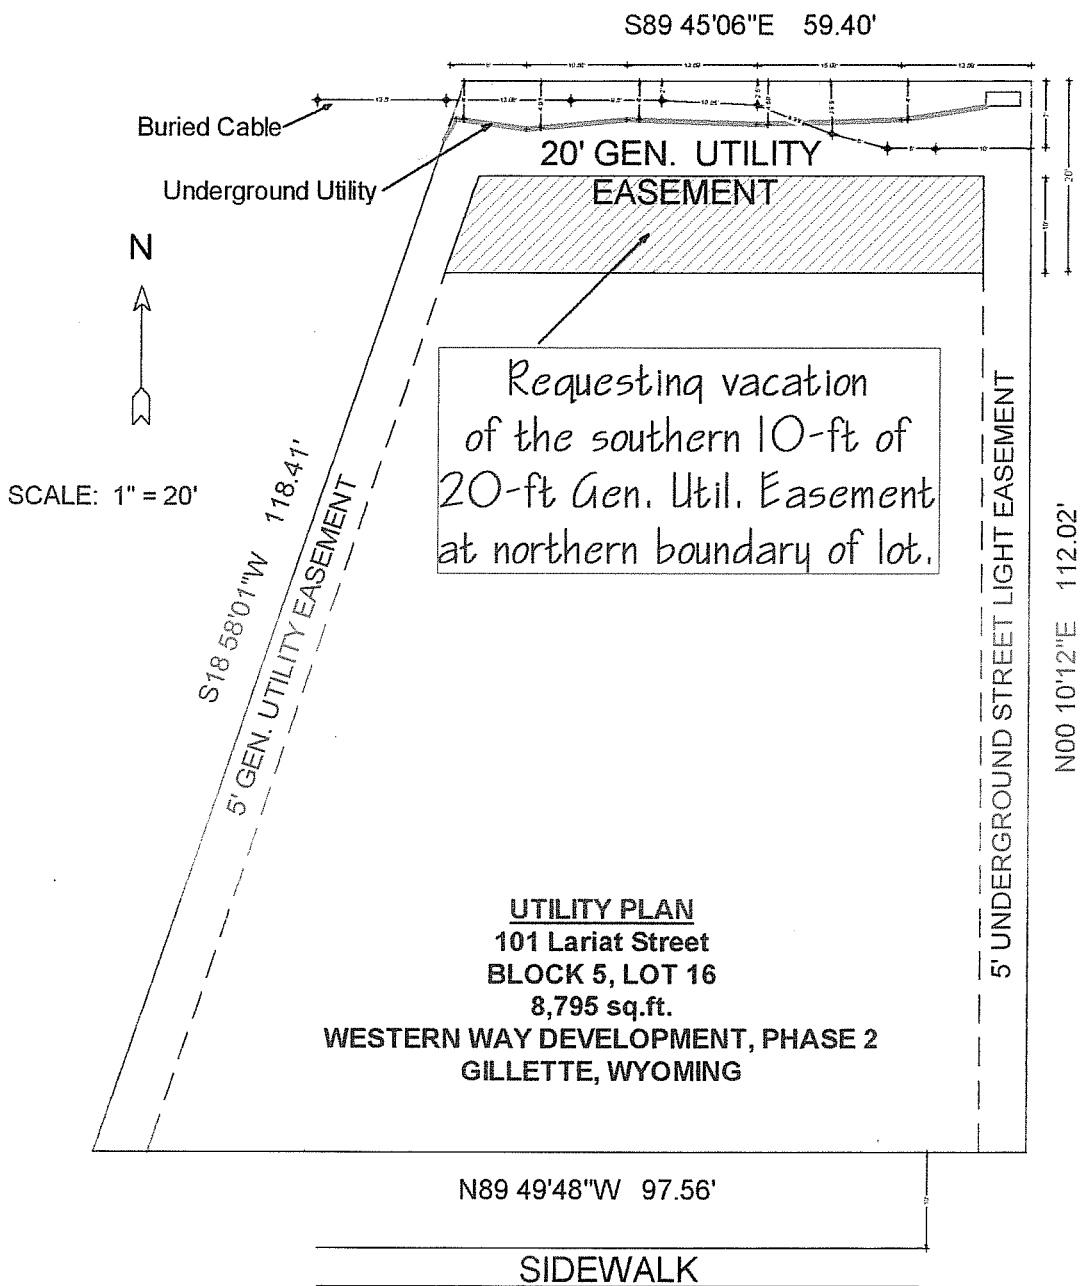 S89 45'06"E 59.40'
Buried Cable
Underground Utility
20' GEN. UTILITY
EASEMENT
20'
10'
N
SCALE: 1" = 20'
Requesting vacation
of the southern 10-ft of
20-ft Gen. Util. Easement
at northern boundary of lot.
S18 58'01"W 118.41'
5' GEN. UTILITY EASEMENT
5' UNDERGROUND STREET LIGHT EASEMENT
N00 10'12"E 112.02'
UTILITY PLAN
101 Lariat Street
BLOCK 5, LOT 16
8,795 sq.ft.
WESTERN WAY DEVELOPMENT, PHASE 2
GILLETTE, WYOMING
N89 49'48"W 97.56'
SIDEWALK